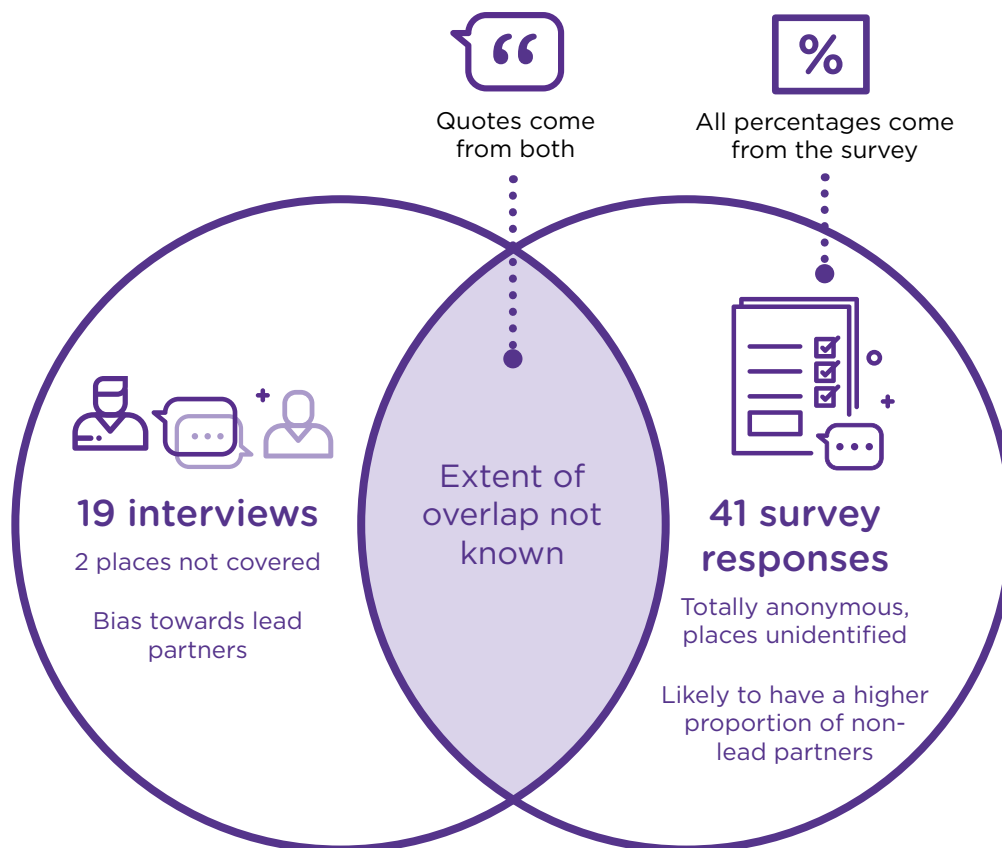 “
%
Quotes come
from both
All percentages come
from the survey
19 interviews
2 places not covered
Bias towards lead
partners
Extent of
overlap not
known
41 survey
responses
Totally anonymous,
places unidentified
Likely to have a higher
proportion of non-
lead partners